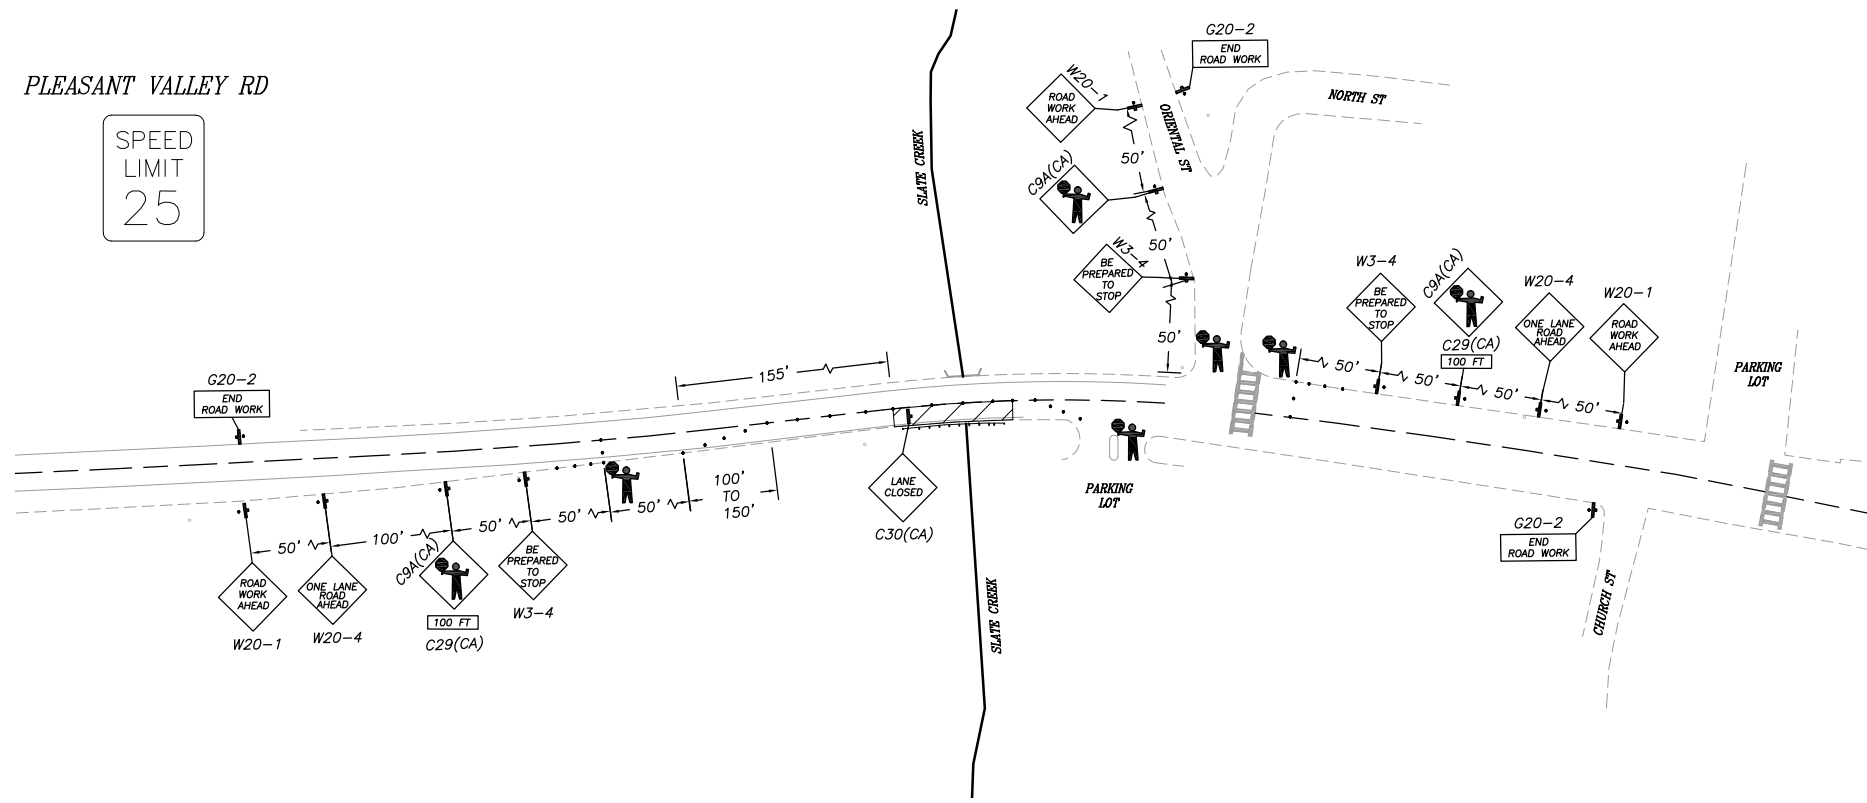 PLEASANT VALLEY RD
SPEED
LIMIT
25
G20-2
END
ROAD WORK
W20-1
ROAD
WORK
AHEAD
50'
ORIENTAL ST
NORTH ST
SLATE CREEK
C9A(CA)
50'
W3-4
BE
PREPARED
TO
STOP
50'
W3-4
BE
PREPARED
TO
STOP
C9A(CA)
C29(CA)
100 FT
W20-4
ONE LANE
ROAD
AHEAD
W20-1
ROAD
WORK
AHEAD
50'
50'
50'
50'
PARKING
LOT
155'
G20-2
END
ROAD WORK
LANE
CLOSED
C30(CA)
PARKING
LOT
100'
TO
150'
50'
50'
50'
100'
50'
ROAD
WORK
AHEAD
W20-1
ONE LANE
ROAD
AHEAD
W20-4
C9A(CA)
100 FT
C29(CA)
BE
PREPARED
TO
STOP
W3-4
G20-2
END
ROAD WORK
SLATE CREEK
CHURCH ST